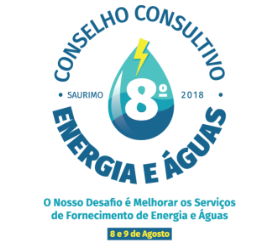 CONSELHO CONSULTIVO
• SAURIMO 2018 •
8º
ENERGIA E ÁGUAS
O Nosso Desafio é Melhorar os Serviços
de Fornecimento de Energia e Águas
8 e 9 de Agosto